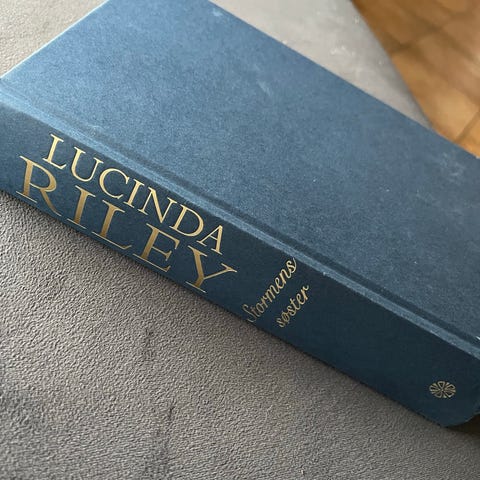 LUCINDA
RILEY
Stormens
søster